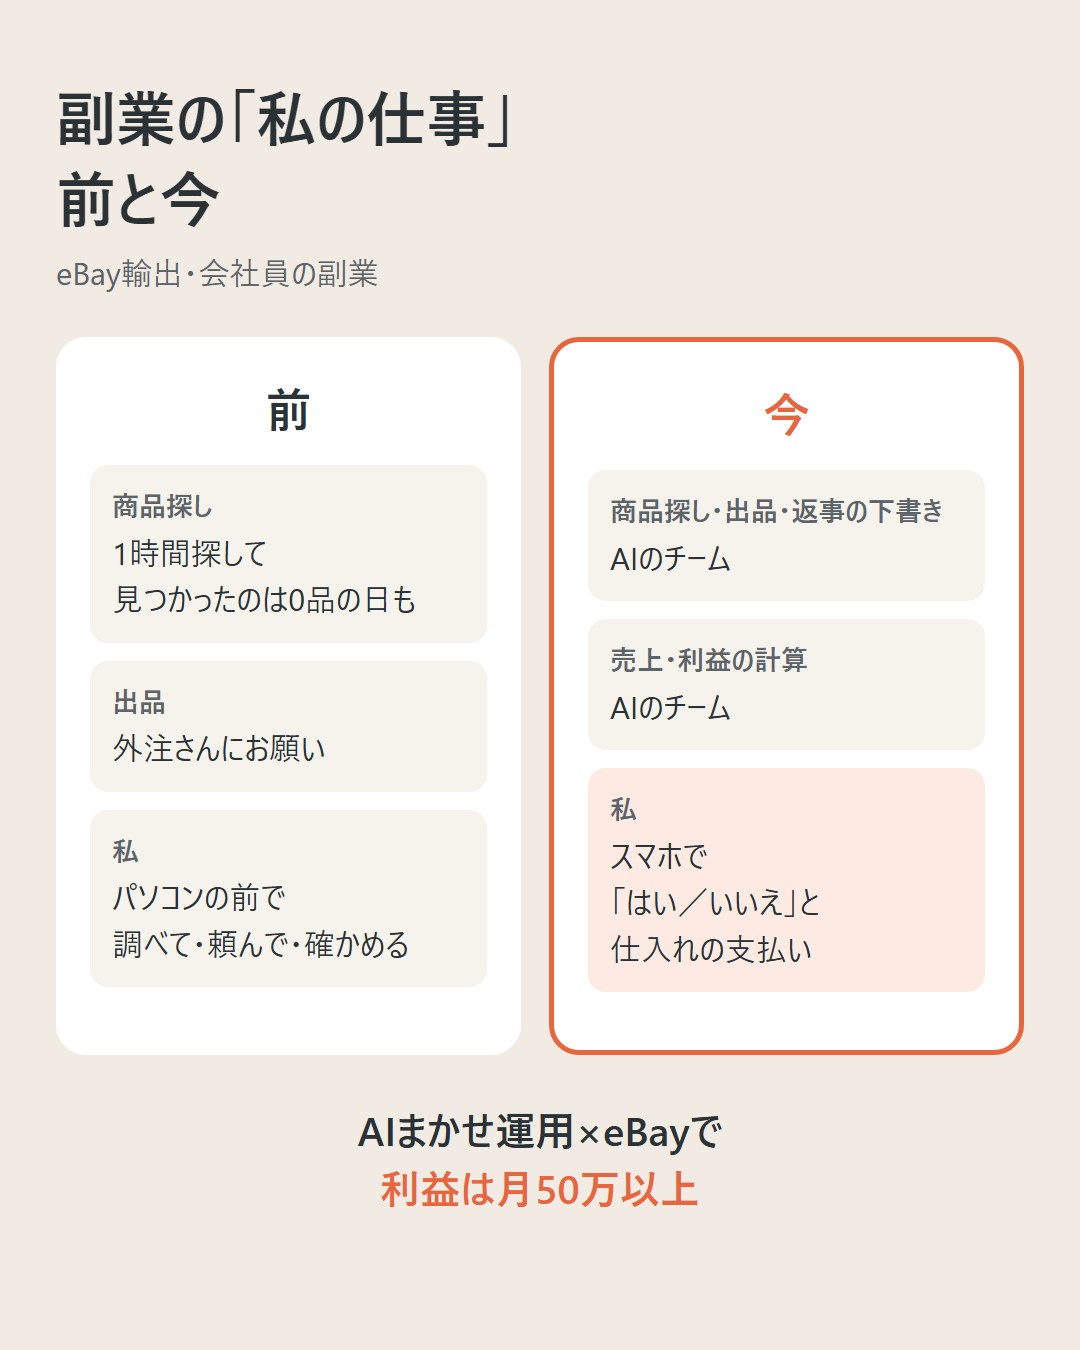 副業の「私の仕事」
前と今
eBay輸出・会社員の副業
前
商品探し
1時間探して
見つかったのは0品の日も
出品
外注さんにお願い
私
パソコンの前で
調べて・頼んで・確かめる
今
商品探し・出品・返事の下書き
AIのチーム
売上・利益の計算
AIのチーム
私
スマホで
「はい／いいえ」と
仕入れの支払い
AIまかせ運用×eBayで
利益は月50万以上